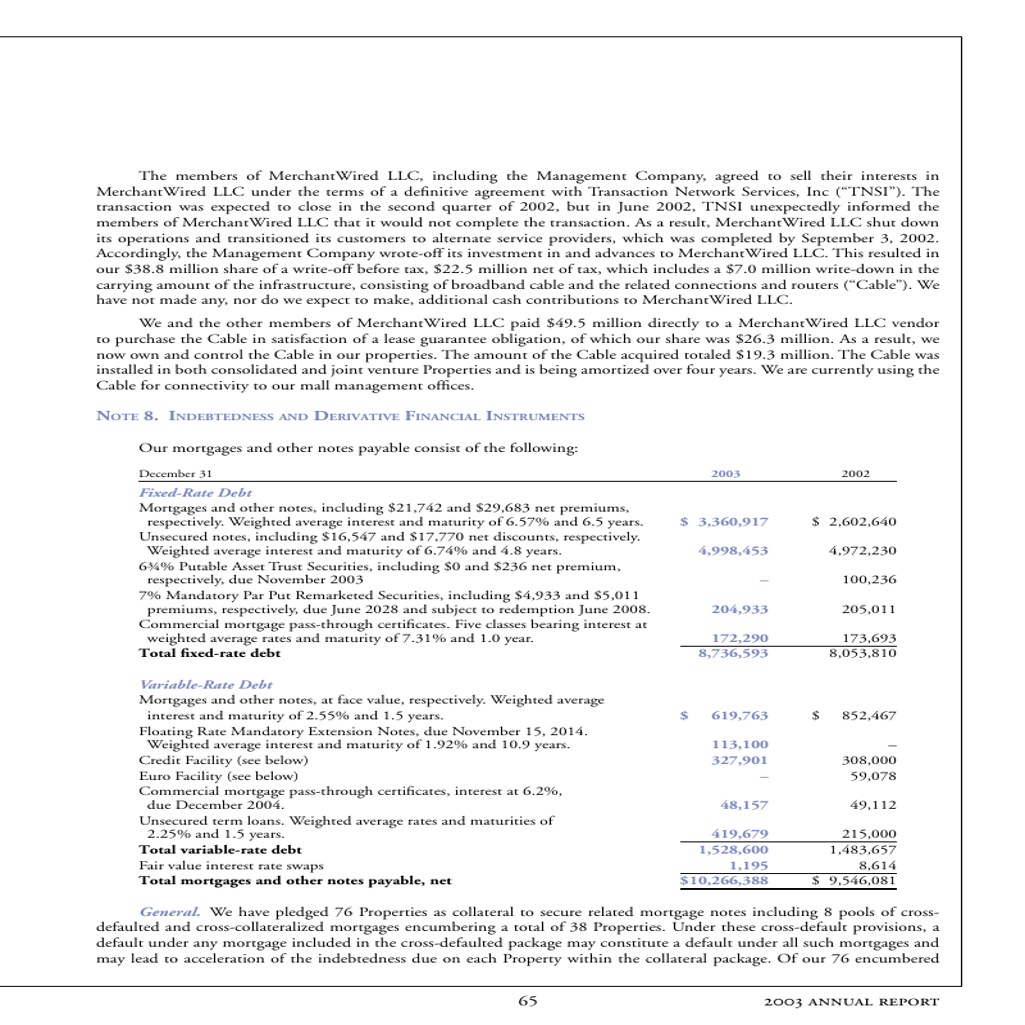 The members of MerchantWired LLC, including the Management Company, agreed to sell their interests in
MerchantWired LLC under the terms of a definitive agreement with Transaction Network Services, Inc (“TNSI”). The
transaction was expected to close in the second quarter of 2002, but in June 2002, TNSI unexpectedly informed the
members of MerchantWired LLC that it would not complete the transaction. As a result, MerchantWired LLC shut down
its operations and transitioned its customers to alternate service providers, which was completed by September 3, 2002.
Accordingly, the Management Company wrote-off its investment in and advances to MerchantWired LLC. This resulted in
our $38.8 million share of a write-off before tax, $22.5 million net of tax, which includes a $7.0 million write-down in the
carrying amount of the infrastructure, consisting of broadband cable and the related connections and routers (“Cable”). We
have not made any, nor do we expect to make, additional cash contributions to MerchantWired LLC.
We and the other members of MerchantWired LLC paid $49.5 million directly to a MerchantWired LLC vendor
to purchase the Cable in satisfaction of a lease guarantee obligation, of which our share was $26.3 million. As a result, we
now own and control the Cable in our properties. The amount of the Cable acquired totaled $19.3 million. The Cable was
installed in both consolidated and joint venture Properties and is being amortized over four years. We are currently using the
Cable for connectivity to our mall management offices.
NOTE 8. INDEBTEDNESS AND DERIVATIVE FINANCIAL INSTRUMENTS
Our mortgages and other notes payable consist of the following:
December 31 2003 2002
Fixed-Rate Debt
Mortgages and other notes, including $21,742 and $29,683 net premiums,
respectively. Weighted average interest and maturity of 6.57% and 6.5 years. $ 3,360,917 $ 2,602,640
Unsecured notes, including $16,547 and $17,770 net discounts, respectively.
Weighted average interest and maturity of 6.74% and 4.8 years. 4,998,453 4,972,230
6¾% Putable Asset Trust Securities, including $0 and $236 net premium,
respectively, due November 2003 – 100,236
7% Mandatory Par Put Remarketed Securities, including $4,933 and $5,011
premiums, respectively, due June 2028 and subject to redemption June 2008. 204,933 205,011
Commercial mortgage pass-through certificates. Five classes bearing interest at
weighted average rates and maturity of 7.31% and 1.0 year. 172,290 173,693
Total fixed-rate debt 8,736,593 8,053,810
Variable-Rate Debt
Mortgages and other notes, at face value, respectively. Weighted average
interest and maturity of 2.55% and 1.5 years. $ 619,763 $ 852,467
Floating Rate Mandatory Extension Notes, due November 15, 2014.
Weighted average interest and maturity of 1.92% and 10.9 years. 113,100 –
Credit Facility (see below) 327,901 308,000
Euro Facility (see below) – 59,078
Commercial mortgage pass-through certificates, interest at 6.2%,
due December 2004. 48,157 49,112
Unsecured term loans. Weighted average rates and maturities of
2.25% and 1.5 years. 419,679 215,000
Total variable-rate debt 1,528,600 1,483,657
Fair value interest rate swaps 1,195 8,614
Total mortgages and other notes payable, net $10,266,388 $ 9,546,081
General. We have pledged 76 Properties as collateral to secure related mortgage notes including 8 pools of cross-
defaulted and cross-collateralized mortgages encumbering a total of 38 Properties. Under these cross-default provisions, a
default under any mortgage included in the cross-defaulted package may constitute a default under all such mortgages and
may lead to acceleration of the indebtedness due on each Property within the collateral package. Of our 76 encumbered
65 2003 ANNUAL REPORT